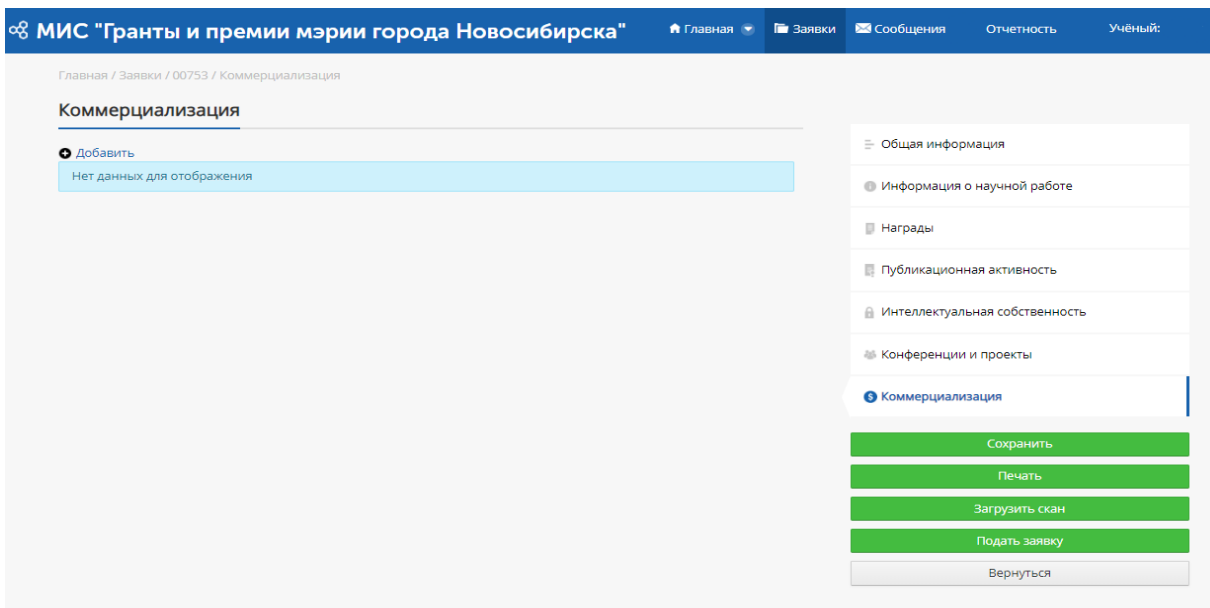 МИС "Гранты и премии мэрии города Новосибирска" Главная Заявки Сообщения Отчетность Учёный:
Главная / Заявки / 00753 / Коммерциализация
Коммерциализация
Добавить
Нет данных для отображения
Общая информация
Информация о научной работе
Награды
Публикационная активность
Интеллектуальная собственность
Конференции и проекты
Коммерциализация
Сохранить
Печать
Загрузить скан
Подать заявку
Вернуться